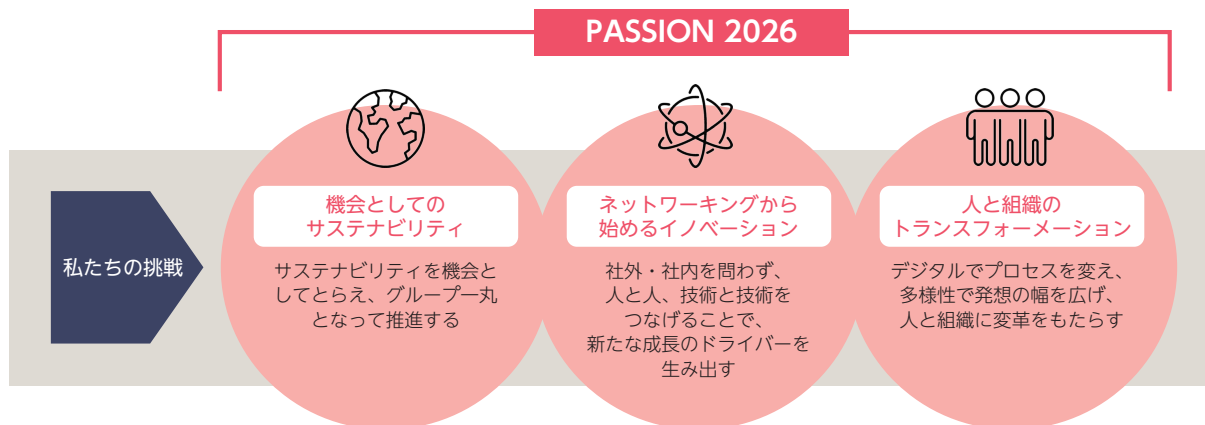 PASSION 2026
私たちの挑戦
機会としての
サステナビリティ
サステナビリティを機会と
してとらえ、グループ一丸
となって推進する
ネットワーキングから
始めるイノベーション
社外・社内を問わず、
人と人、技術と技術を
つなげることで、
新たな成長のドライバーを
生み出す
人と組織の
トランスフォーメーション
デジタルでプロセスを変え、
多様性で発想の幅を広げ、
人と組織に変革をもたらす